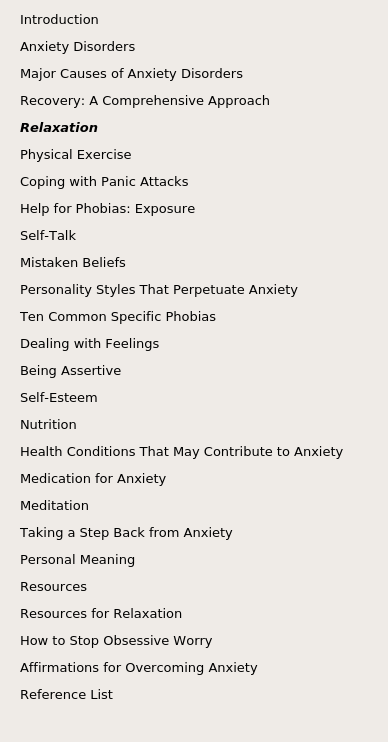 Introduction
Anxiety Disorders
Major Causes of Anxiety Disorders
Recovery: A Comprehensive Approach
Relaxation
Physical Exercise
Coping with Panic Attacks
Help for Phobias: Exposure
Self-Talk
Mistaken Beliefs
Personality Styles That Perpetuate Anxiety
Ten Common Specific Phobias
Dealing with Feelings
Being Assertive
Self-Esteem
Nutrition
Health Conditions That May Contribute to Anxiety
Medication for Anxiety
Meditation
Taking a Step Back from Anxiety
Personal Meaning
Resources
Resources for Relaxation
How to Stop Obsessive Worry
Affirmations for Overcoming Anxiety
Reference List